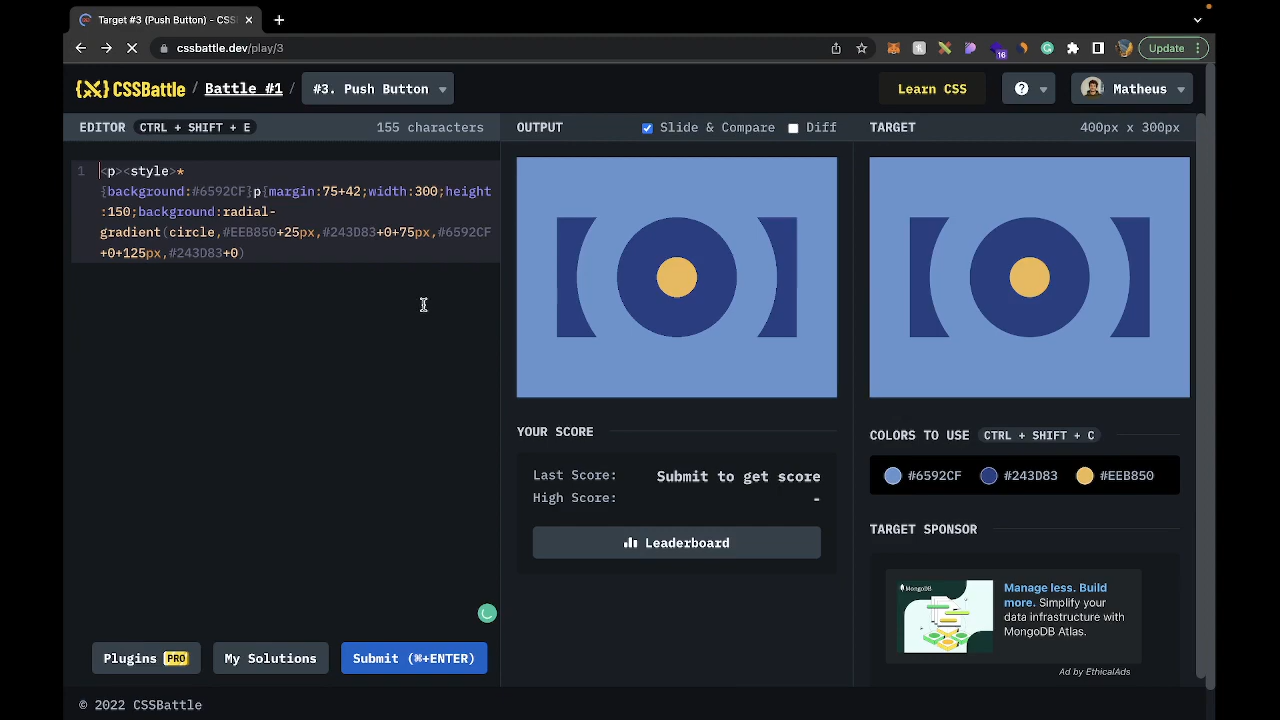 Target #3 (Push Button) - CSS
cssbattle.dev/play/3
16
Update
{X} CSSBattle / Battle #1 / #3. Push Button
Learn CSS
?
Matheus
EDITOR CTRL + SHIFT + E 155 characters
OUTPUT Slide & Compare Diff
TARGET 400px x 300px
1 <p><style>*
{background:#6592CF}p{margin:75+42;width:300;height
:150;background:radial-
gradient(circle,#EEB850+25px,#243D83+0+75px,#6592CF
+0+125px,#243D83+0)
YOUR SCORE
Last Score: Submit to get score
High Score: -
Leaderboard
COLORS TO USE CTRL + SHIFT + C
#6592CF #243D83 #EEB850
TARGET SPONSOR
MongoDB
Manage less. Build
more. Simplify your
data infrastructure with
MongoDB Atlas.
Ad by EthicalAds
Plugins PRO
My Solutions
Submit (⌘+ENTER)
© 2022 CSSBattle